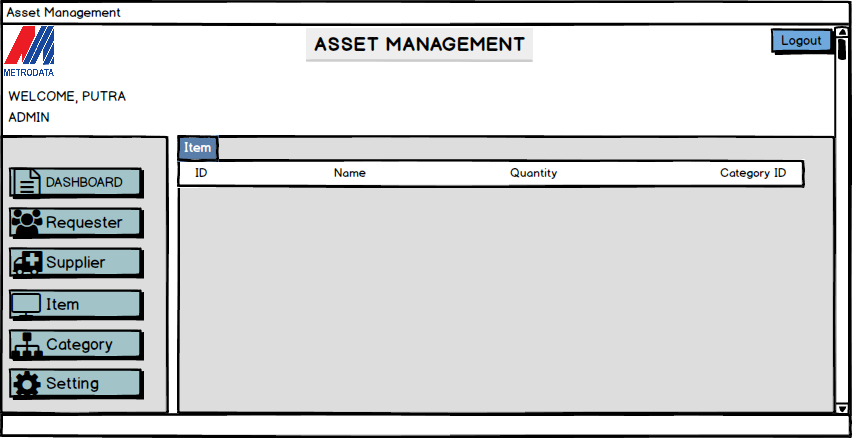 Asset Management
METRODATA
ASSET MANAGEMENT
Logout
WELCOME, PUTRA
ADMIN
DASHBOARD
Requester
Supplier
Item
Category
Setting
Item
ID Name Quantity Category ID